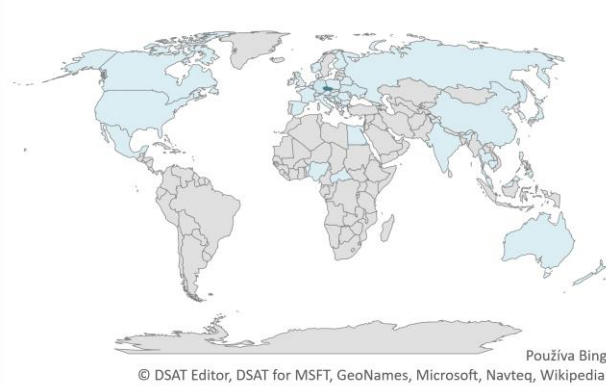 Používa Bing
© DSAT Editor, DSAT for MSFT, GeoNames, Microsoft, Navteq, Wikipedia